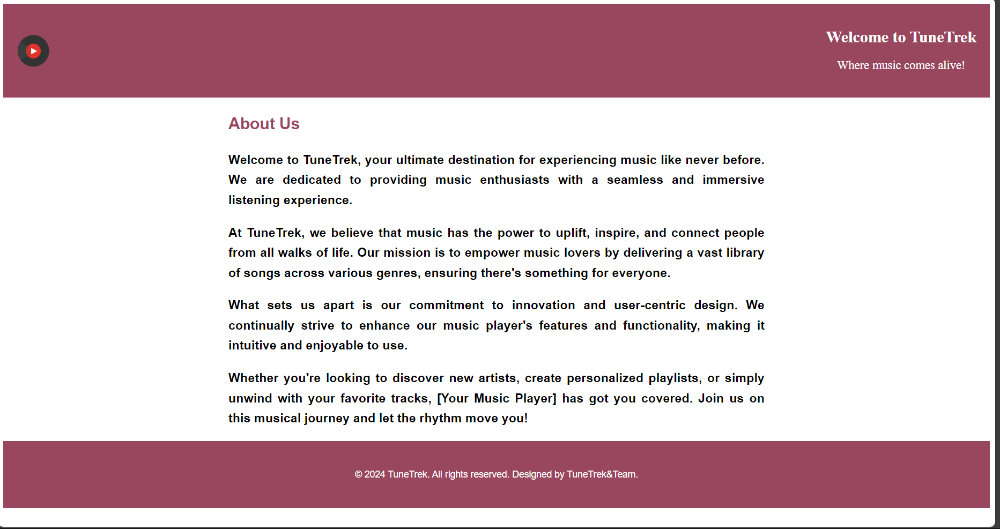 Welcome to TuneTrek
Where music comes alive!
About Us
Welcome to TuneTrek, your ultimate destination for experiencing music like never before.
We are dedicated to providing music enthusiasts with a seamless and immersive
listening experience.
At TuneTrek, we believe that music has the power to uplift, inspire, and connect people
from all walks of life. Our mission is to empower music lovers by delivering a vast library
of songs across various genres, ensuring there's something for everyone.
What sets us apart is our commitment to innovation and user-centric design. We
continually strive to enhance our music player's features and functionality, making it
intuitive and enjoyable to use.
Whether you're looking to discover new artists, create personalized playlists, or simply
unwind with your favorite tracks, [Your Music Player] has got you covered. Join us on
this musical journey and let the rhythm move you!
© 2024 TuneTrek. All rights reserved. Designed by TuneTrek&Team.